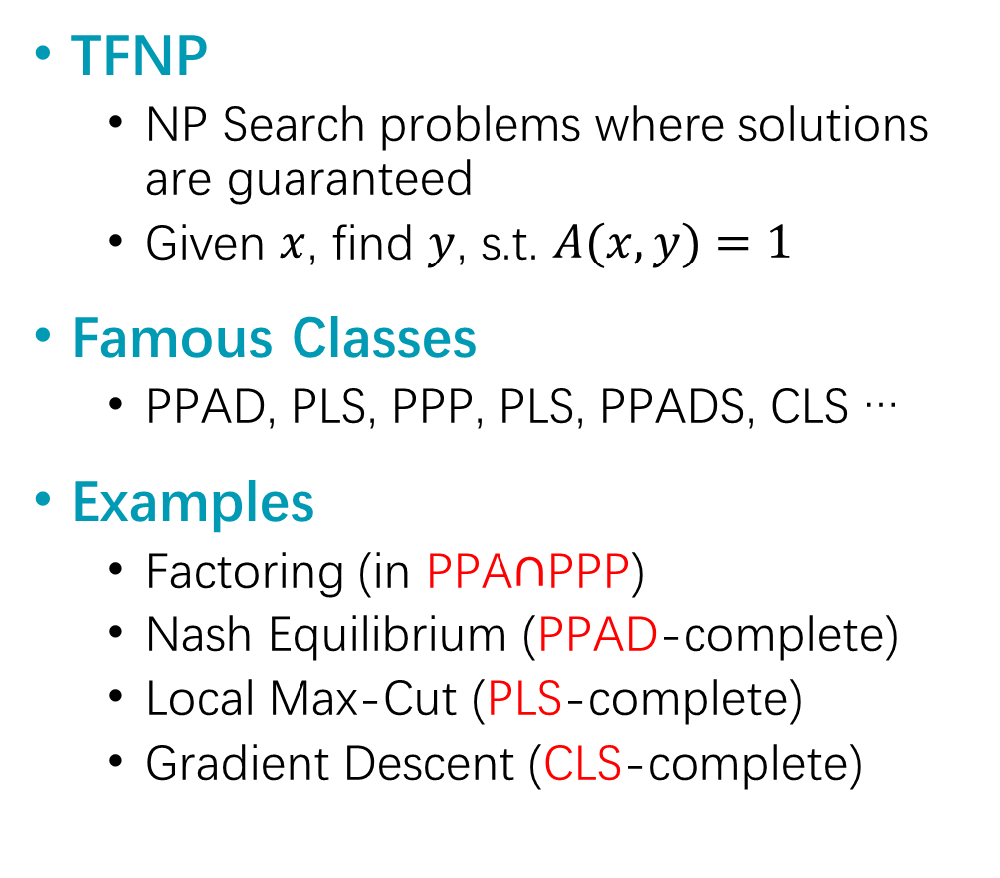 • TFNP
• NP Search problems where solutions
are guaranteed
• Given x, find y, s.t. A(x, y) = 1
• Famous Classes
• PPAD, PLS, PPP, PLS, PPADS, CLS ⋯
• Examples
• Factoring (in PPA∩PPP)
• Nash Equilibrium (PPAD-complete)
• Local Max-Cut (PLS-complete)
• Gradient Descent (CLS-complete)